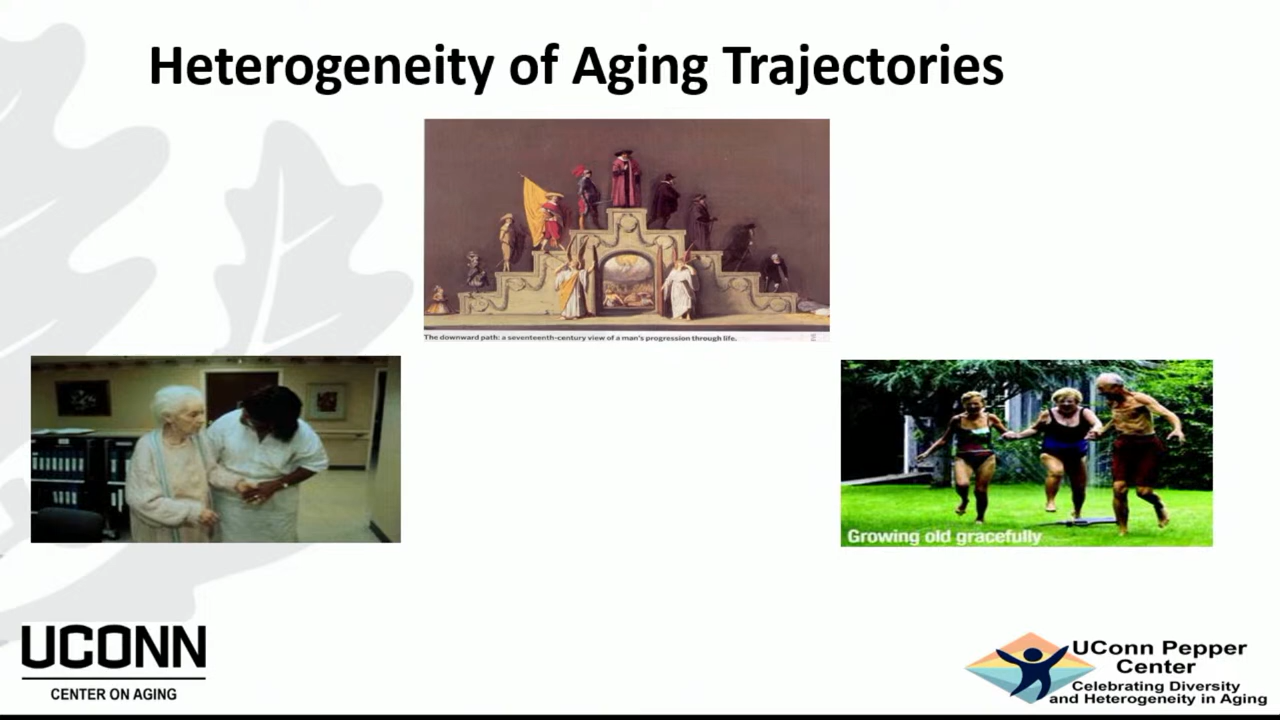 Heterogeneity of Aging Trajectories
The downward path: a seventeenth-century view of a man's progression through life.
Growing old gracefully
UCONN
CENTER ON AGING
UConn Pepper
Center
Celebrating Diversity
and Heterogeneity in Aging